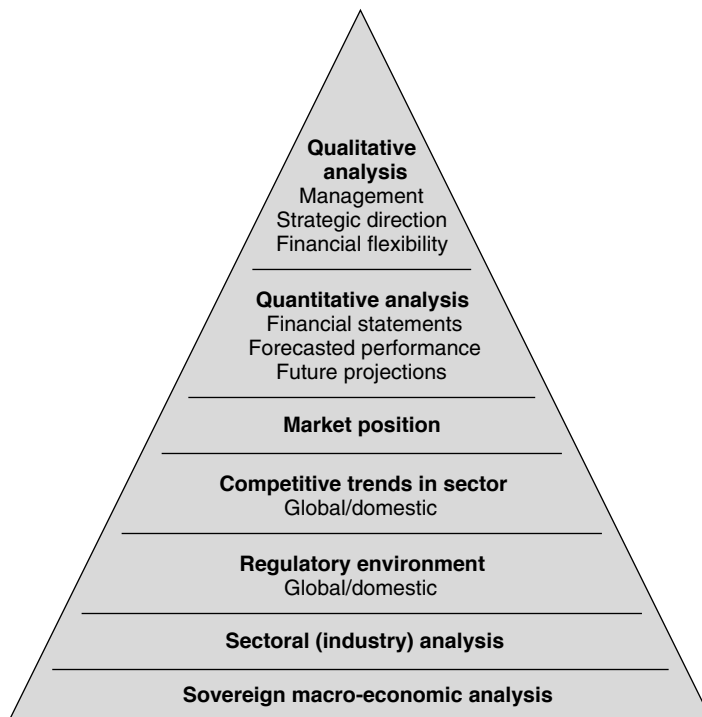 Qualitative
analysis
Management
Strategic direction
Financial flexibility
Quantitative analysis
Financial statements
Forecasted performance
Future projections
Market position
Competitive trends in sector
Global/domestic
Regulatory environment
Global/domestic
Sectoral (industry) analysis
Sovereign macro-economic analysis